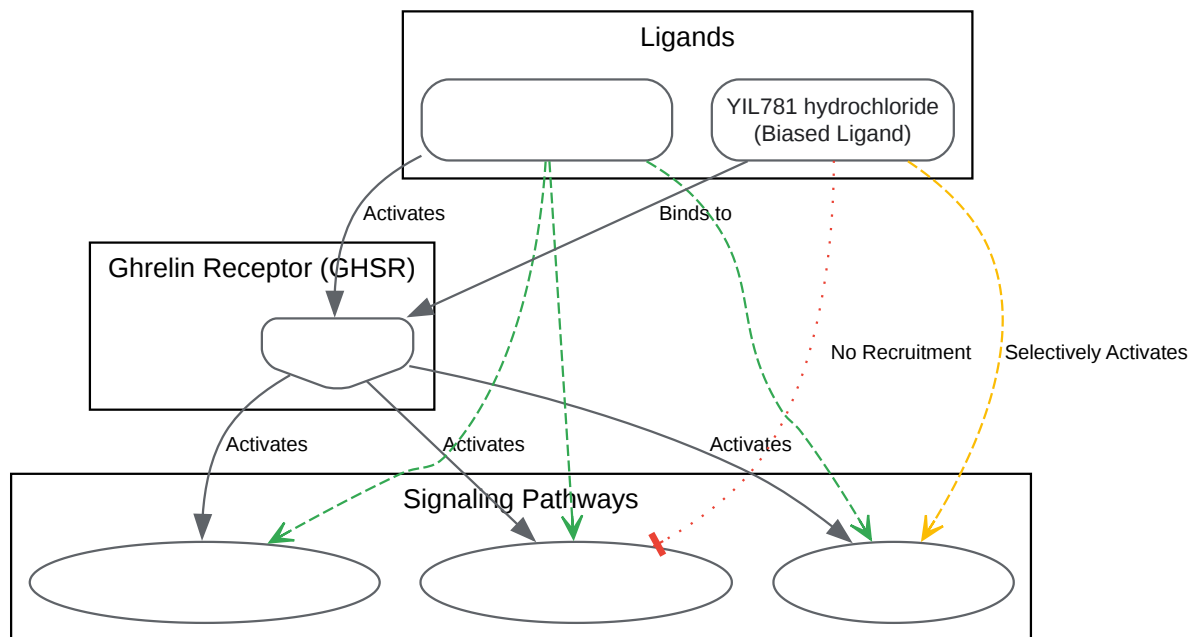 Ligands
YIL781 hydrochloride
(Biased Ligand)
Activates
Binds to
Ghrelin Receptor (GHSR)
No Recruitment
Selectively Activates
Activates
Activates
Activates
Signaling Pathways